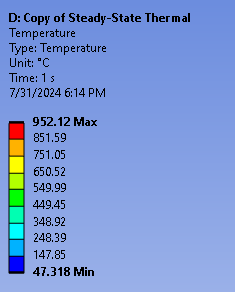 D: Copy of Steady-State Thermal
Temperature
Type: Temperature
Unit: °C
Time: 1 s
7/31/2024 6:14 PM
952.12 Max
851.59
751.05
650.52
549.99
449.45
348.92
248.39
147.85
47.318 Min